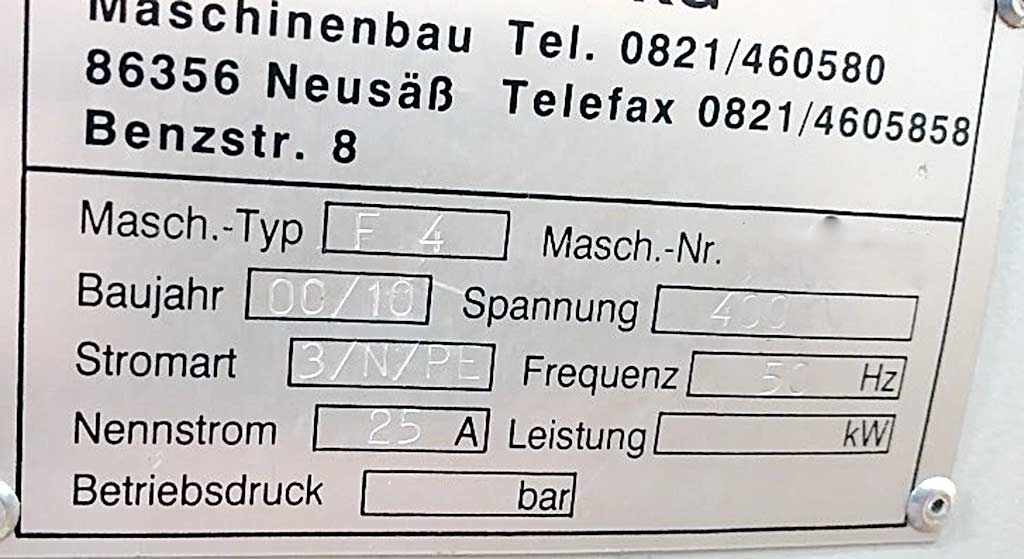 Maschinenbau Tel. 0821/460580
86356 Neusäß Telefax 0821/4605858
Benzstr. 8
Masch.-Typ F 4 Masch.-Nr.
Baujahr 00/10 Spannung 400
Stromart 3/N/PE Frequenz 50 Hz
Nennstrom 25 A Leistung kW
Betriebsdruck bar